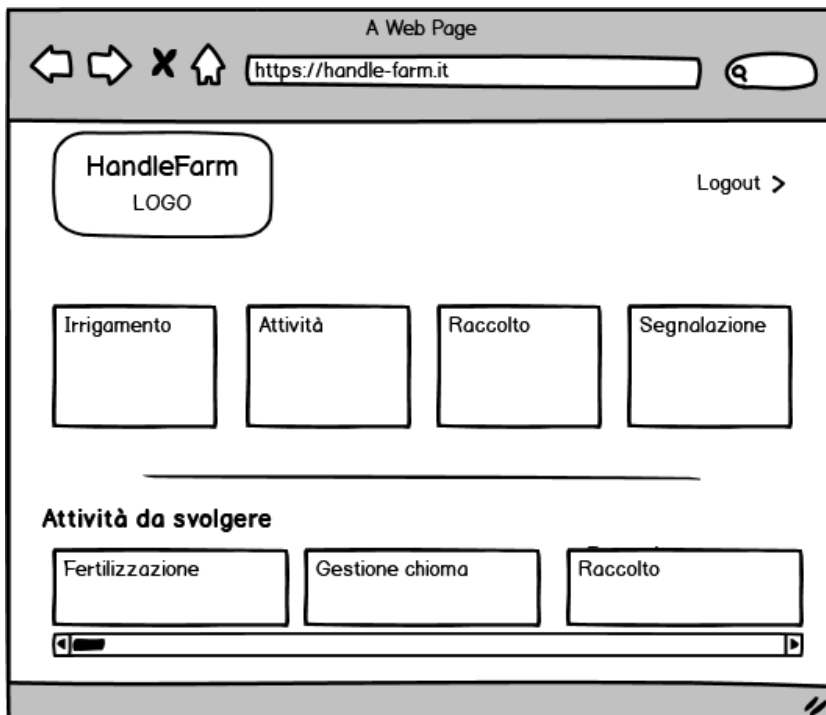 A Web Page
https://handle-farm.it
HandleFarm
LOGO
Logout
Irrigamento
Attività
Raccolto
Segnalazione
Attività da svolgere
Fertilizzazione
Gestione chioma
Raccolto